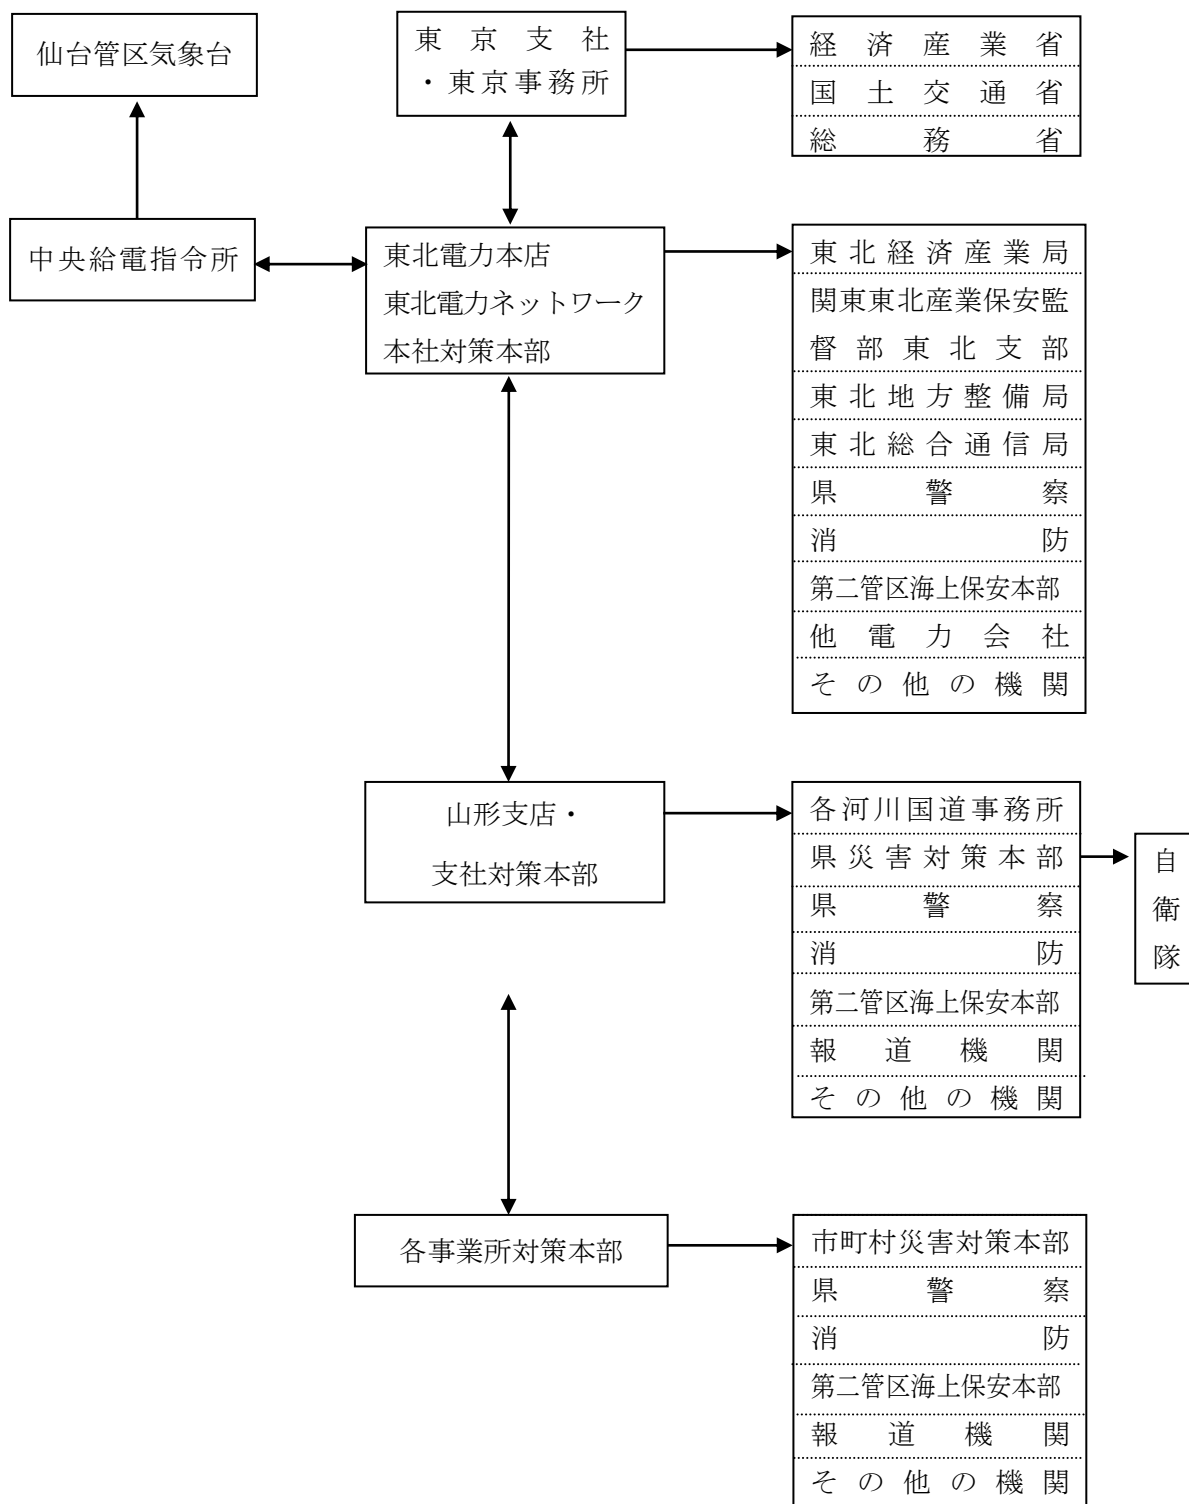 仙台管区気象台
東京支社
・東京事務所
経済産業省
国土交通省
総務省
中央給電指令所
東北電力本店
東北電力ネットワーク
本社対策本部
東北経済産業局
関東東北産業保安監
督部東北支部
東北地方整備局
東北総合通信局
県警察
消防
第二管区海上保安本部
他電力会社
その他の機関
山形支店・
支社対策本部
各河川国道事務所
県災害対策本部
県警察
消防
第二管区海上保安本部
報道機関
その他の機関
自
衛
隊
各事業所対策本部
市町村災害対策本部
県警察
消防
第二管区海上保安本部
報道機関
その他の機関